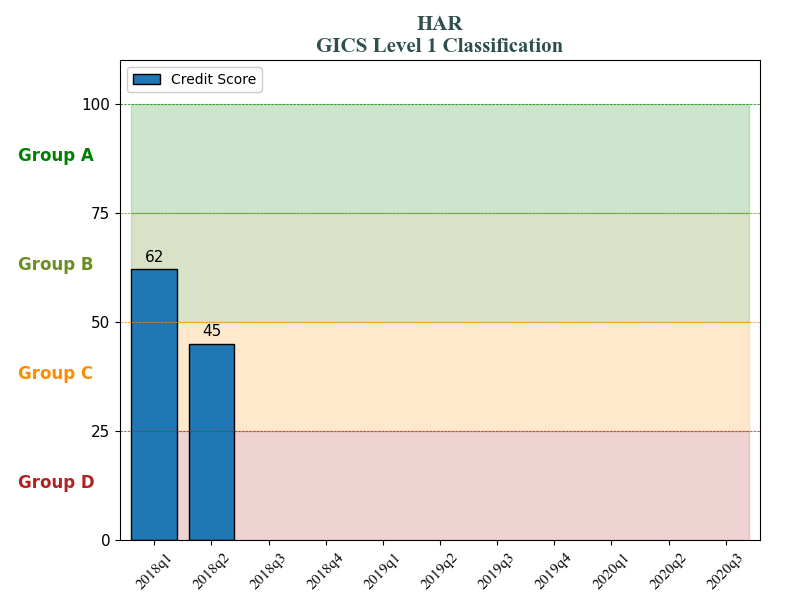 HAR
GICS Level 1 Classification
Credit Score
100
Group A
75
Group B
62
50
45
Group C
25
Group D
0
2018q1 2018q2 2018q3 2018q4 2019q1 2019q2 2019q3 2019q4 2020q1 2020q2 2020q3